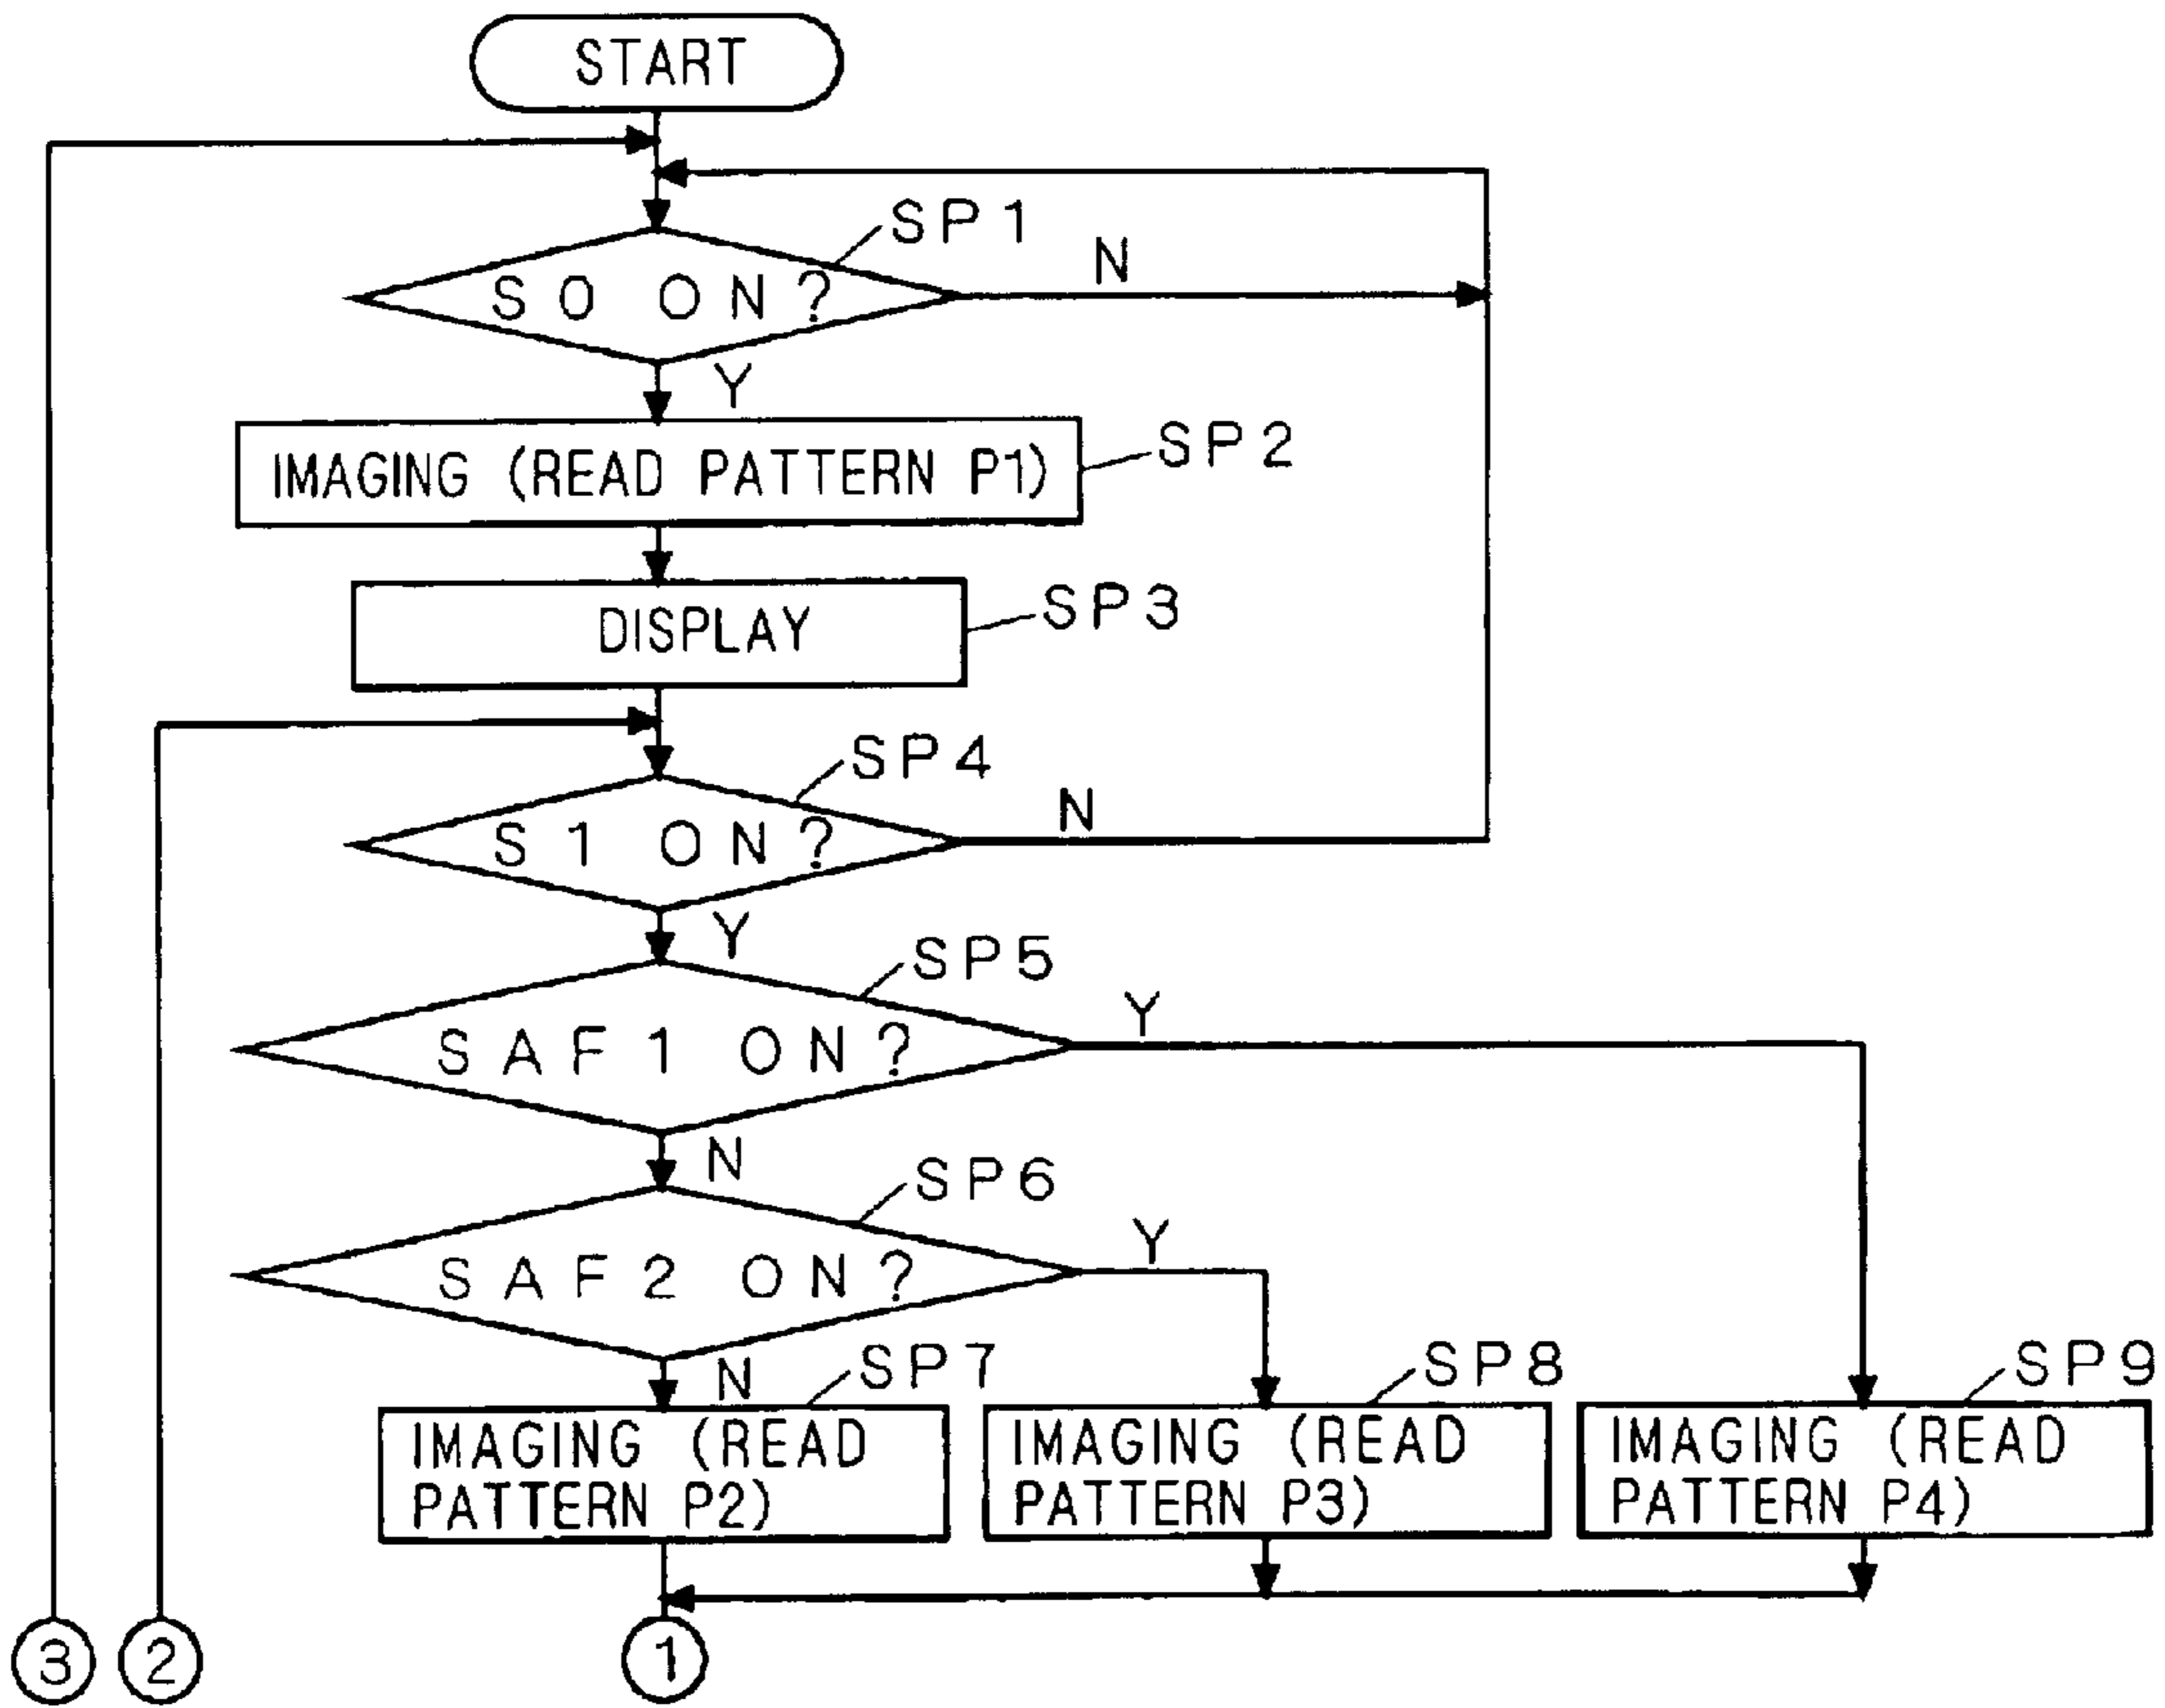 START
SP1
S0 ON?
N
Y
IMAGING (READ PATTERN P1)
SP2
DISPLAY
SP3
SP4
S1 ON?
N
Y
SP5
SAF1 ON?
Y
N
SP6
SAF2 ON?
Y
N
SP7
IMAGING (READ
PATTERN P2)
SP8
IMAGING (READ
PATTERN P3)
SP9
IMAGING (READ
PATTERN P4)
3
2
1